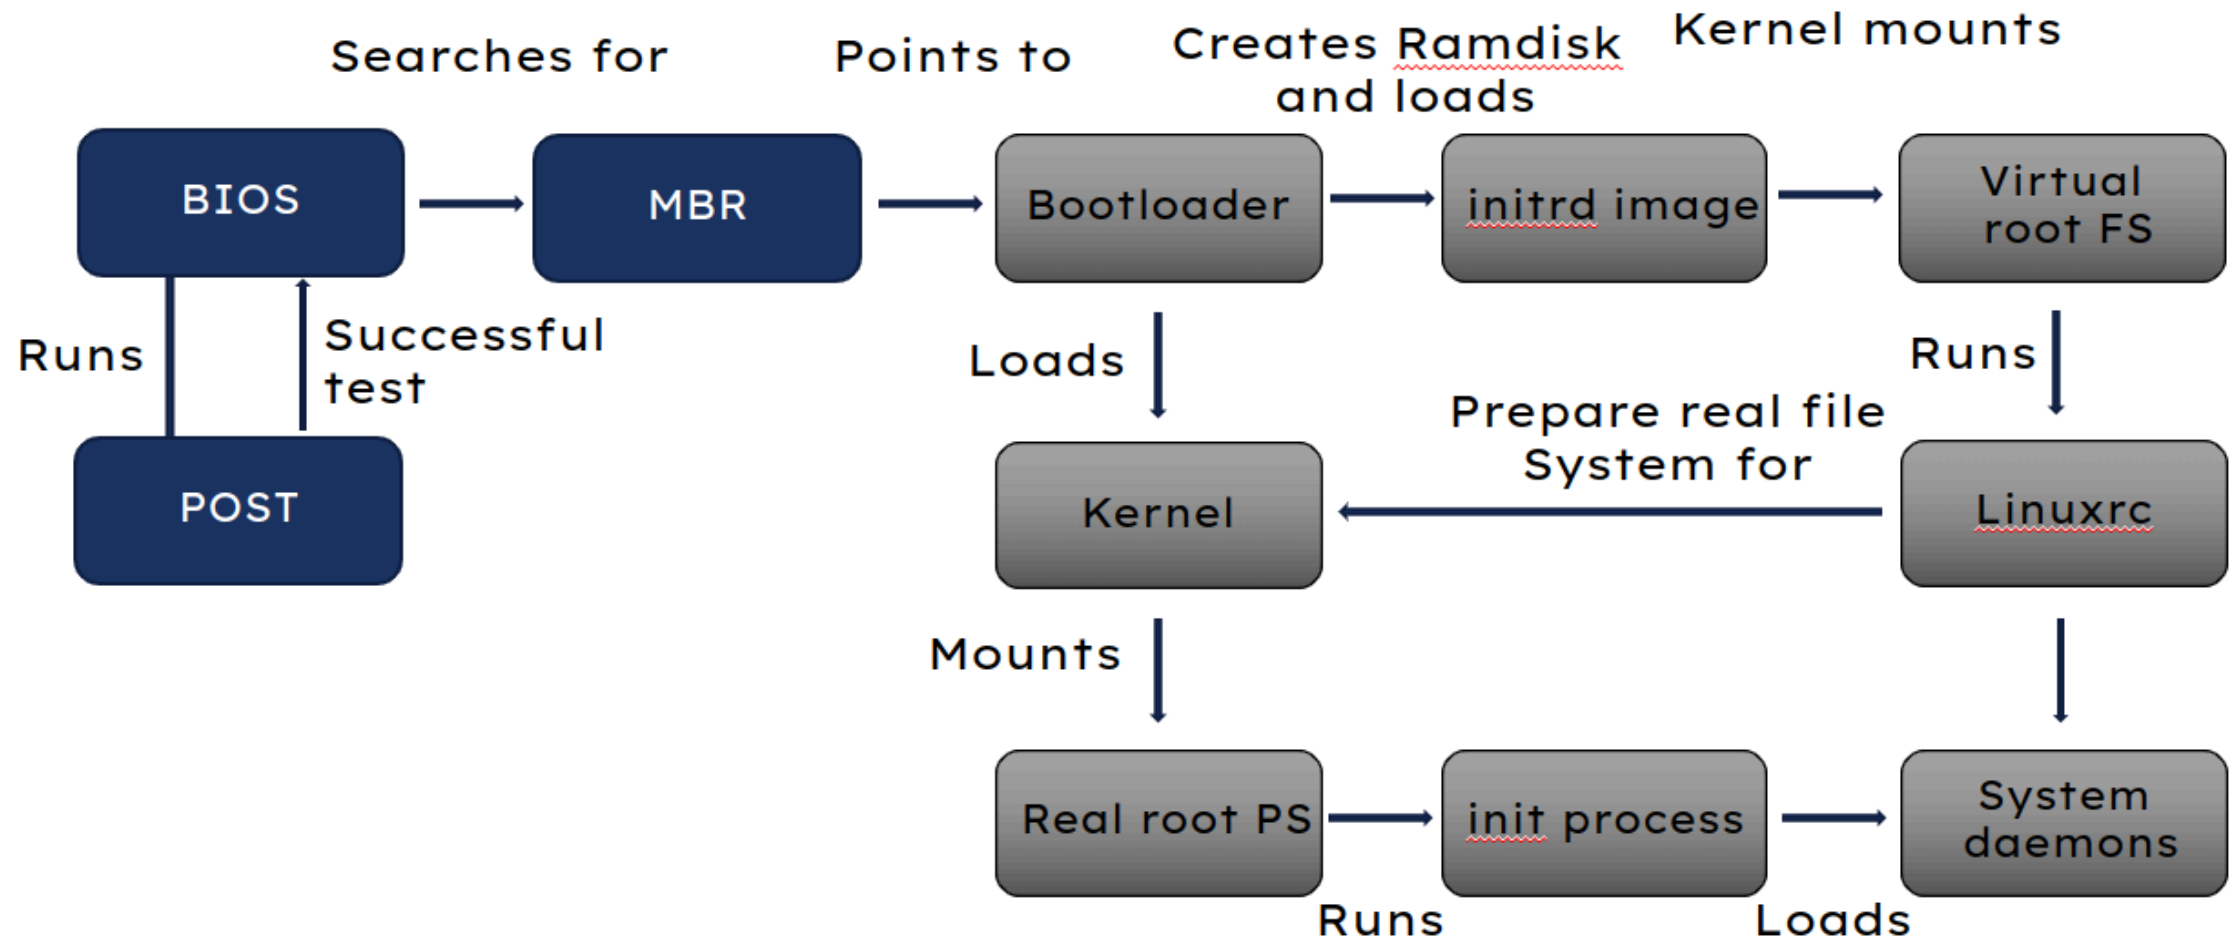 Searches for
Points to
Creates Ramdisk
and loads
Kernel mounts
BIOS
MBR
Bootloader
initrd image
Virtual
root FS
Runs
Successful
test
Loads
Runs
Prepare real file
System for
POST
Kernel
Linuxrc
Mounts
Real root PS
init process
System
daemons
Runs
Loads